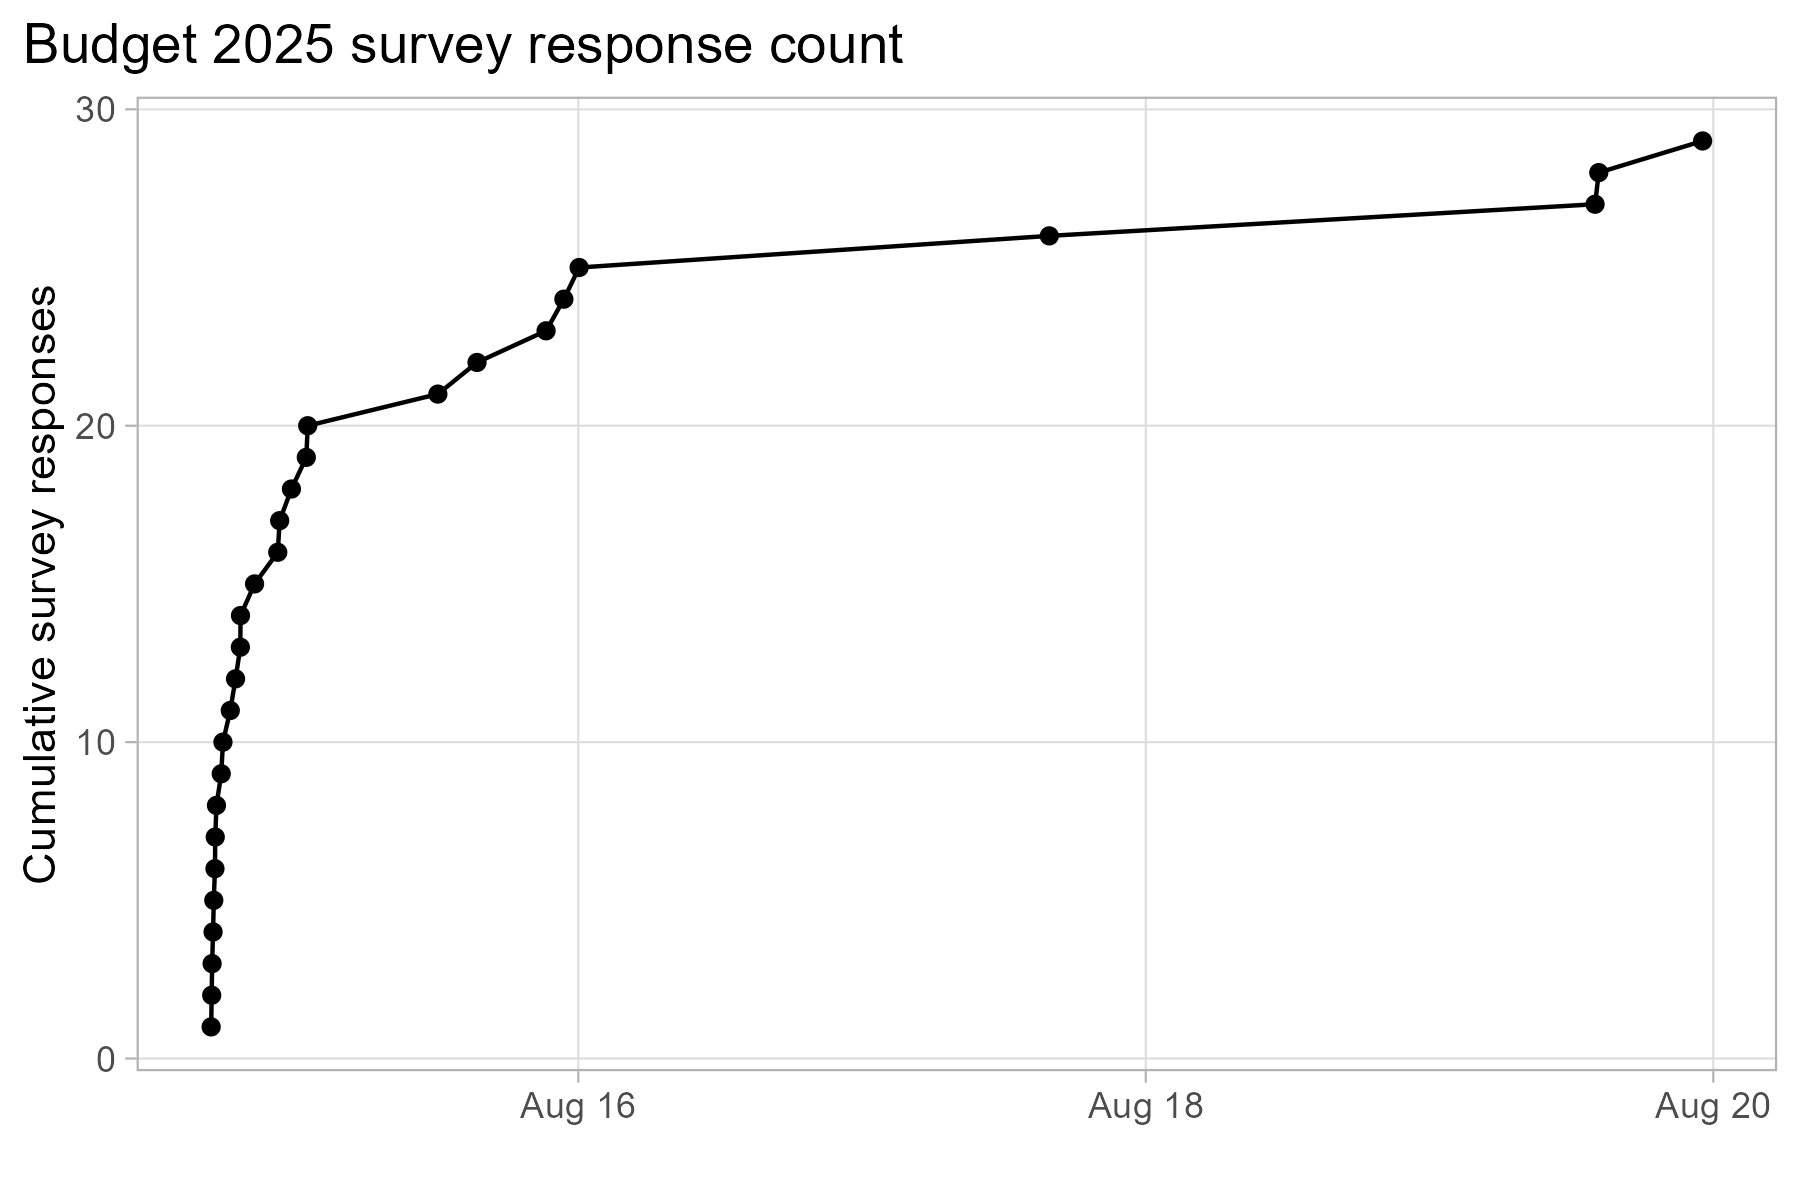 Budget 2025 survey response count
Cumulative survey responses
30
20
10
0
Aug 16
Aug 18
Aug 20